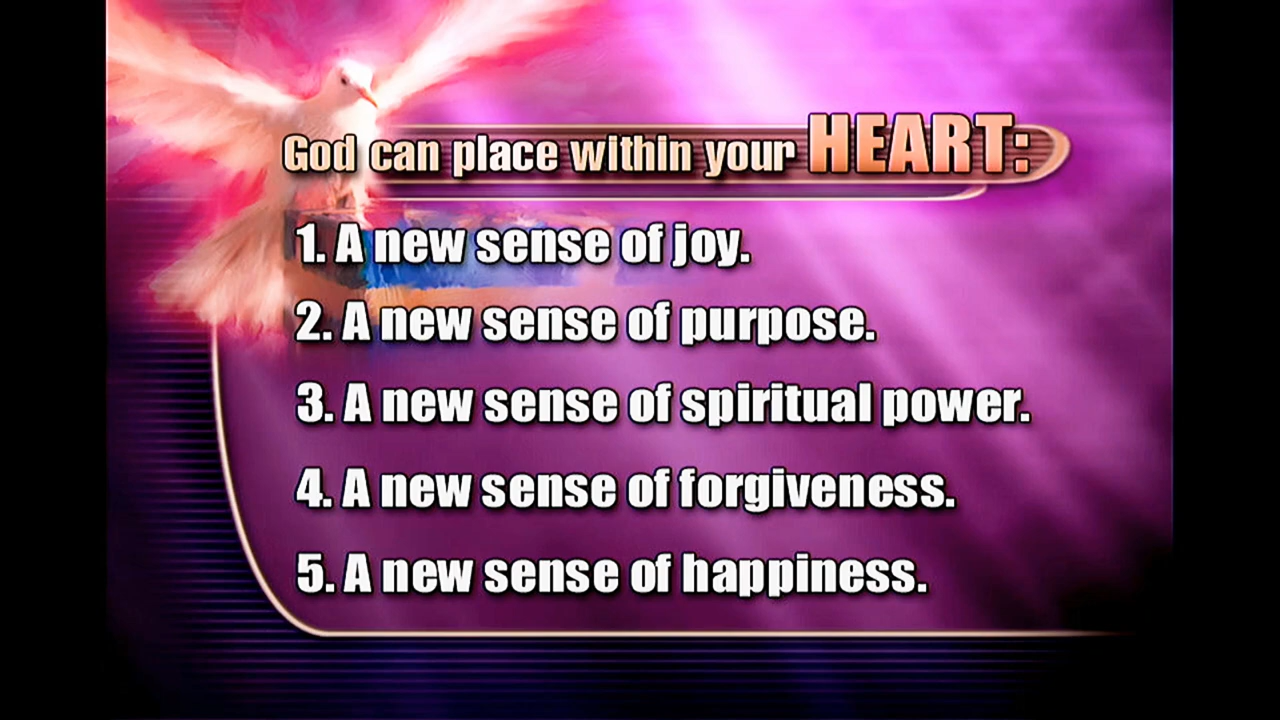 God can place within your HEART:
1. A new sense of joy.
2. A new sense of purpose.
3. A new sense of spiritual power.
4. A new sense of forgiveness.
5. A new sense of happiness.